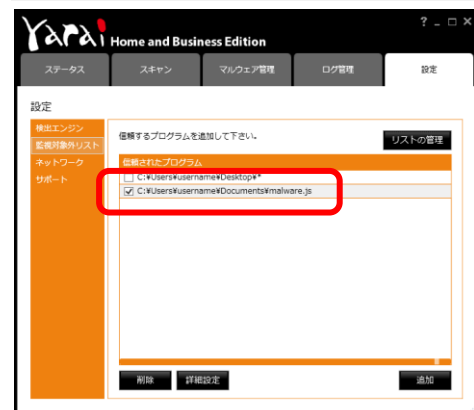 Yarai Home and Business Edition
ステータス
スキャン
マルウェア管理
ログ管理
設定
設定
検出エンジン
監視対象外リスト
ネットワーク
サポート
信頼するプログラムを追加して下さい。
リストの管理
信頼されたプログラム
C:¥Users¥username¥Desktop¥*
C:¥Users¥username¥Documents¥malware.js
削除
詳細設定
追加